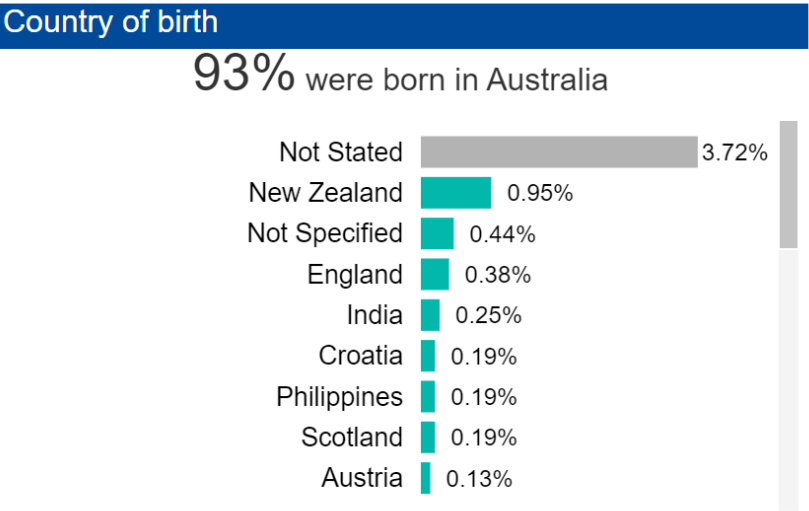 Country of birth
93% were born in Australia
Not Stated 3.72%
New Zealand 0.95%
Not Specified 0.44%
England 0.38%
India 0.25%
Croatia 0.19%
Philippines 0.19%
Scotland 0.19%
Austria 0.13%